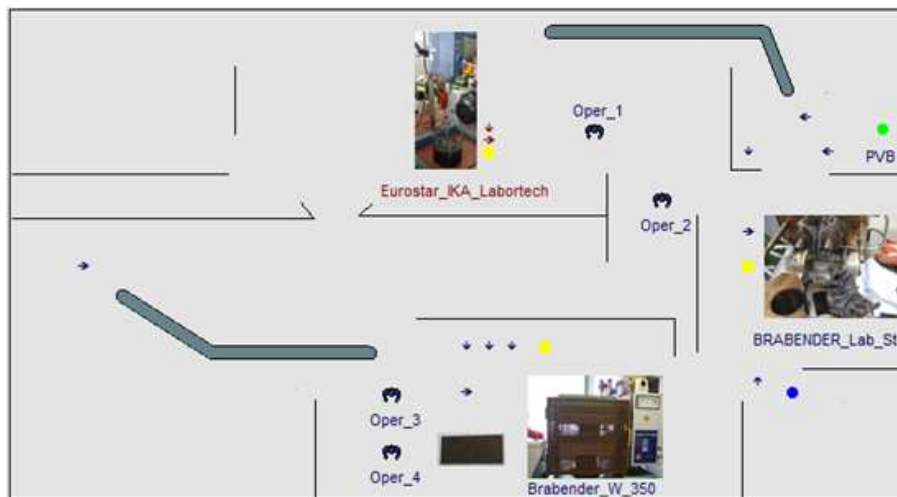 Oper_1
PVB
Eurostar_IKA_Labortech
Oper_2
BRABENDER_Lab_St
Oper_3
Oper_4
Brabender_W_350